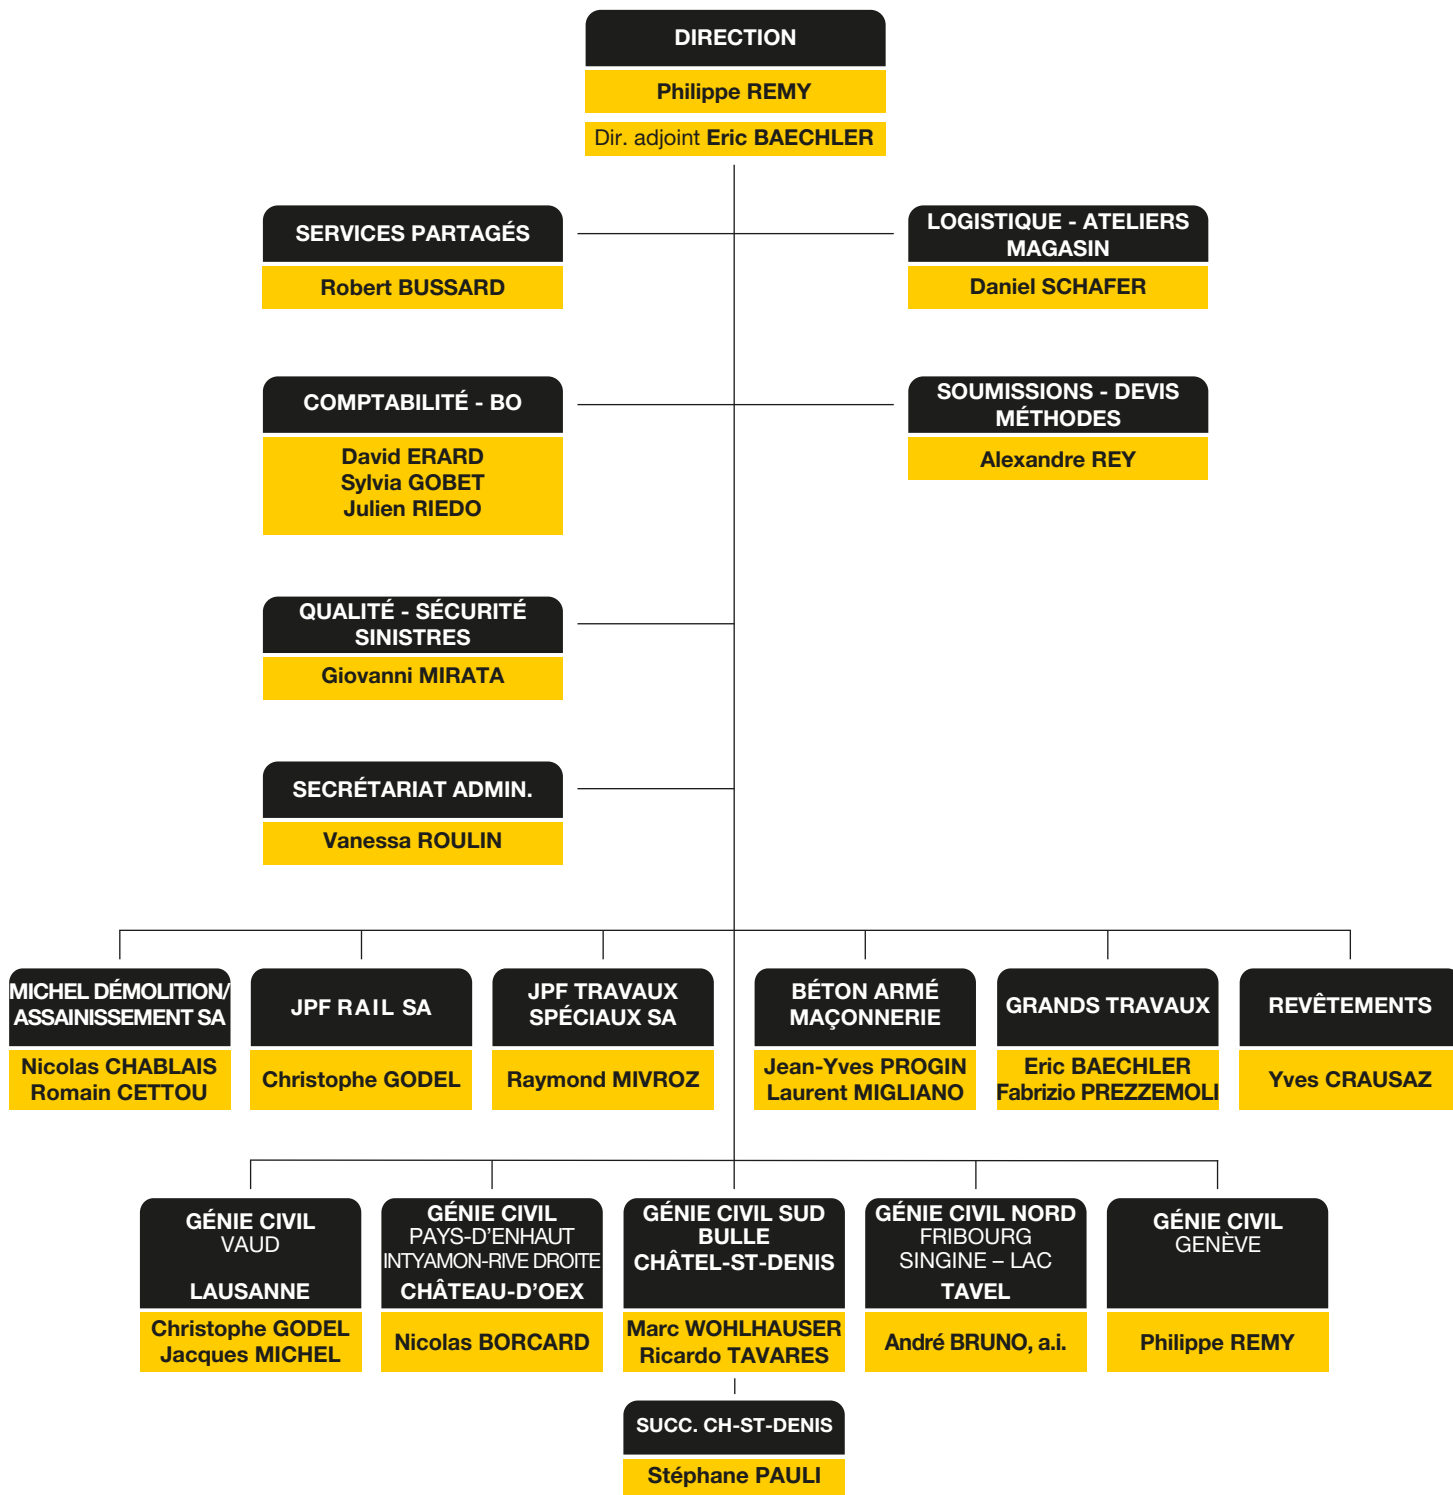 DIRECTION
Philippe REMY
Dir. adjoint Eric BAECHLER
SERVICES PARTAGÉS
Robert BUSSARD
LOGISTIQUE - ATELIERS
MAGASIN
Daniel SCHAFER
COMPTABILITÉ - BO
David ERARD
Sylvia GOBET
Julien RIEDO
SOUMISSIONS - DEVIS
MÉTHODES
Alexandre REY
QUALITÉ - SÉCURITÉ
SINISTRES
Giovanni MIRATA
SECRÉTARIAT ADMIN.
Vanessa ROULIN
MICHEL DÉMOLITION/
ASSAINISSEMENT SA
Nicolas CHABLAIS
Romain CETTOU
JPF RAIL SA
Christophe GODEL
JPF TRAVAUX
SPÉCIAUX SA
Raymond MIVROZ
BÉTON ARMÉ
MAÇONNERIE
Jean-Yves PROGIN
Laurent MIGLIANO
GRANDS TRAVAUX
Eric BAECHLER
Fabrizio PREZZEMOLI
REVÊTEMENTS
Yves CRAUSAZ
GÉNIE CIVIL
VAUD
LAUSANNE
Christophe GODEL
Jacques MICHEL
GÉNIE CIVIL
PAYS-D’ENHAUT
INTYAMON-RIVE DROITE
CHÂTEAU-D’OEX
Nicolas BORCARD
GÉNIE CIVIL SUD
BULLE
CHÂTEL-ST-DENIS
Marc WOHLHAUSER
Ricardo TAVARES
GÉNIE CIVIL NORD
FRIBOURG
SINGINE – LAC
TAVEL
André BRUNO, a.i.
GÉNIE CIVIL
GENÈVE
Philippe REMY
SUCC. CH-ST-DENIS
Stéphane PAULI